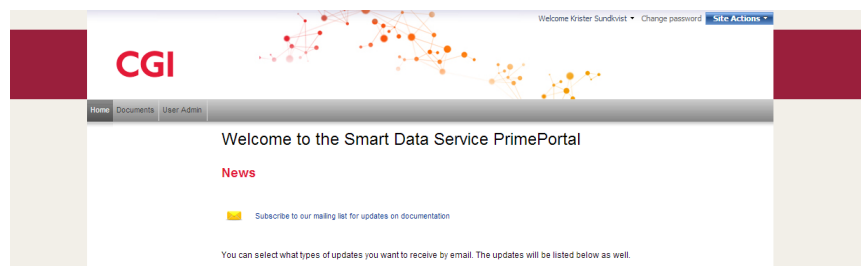 Welcome Krister Sundkvist Change password Site Actions
CGI
Home Documents User Admin
Welcome to the Smart Data Service PrimePortal
News
Subscribe to our mailing list for updates on documentation
You can select what types of updates you want to receive by email. The updates will be listed below as well.